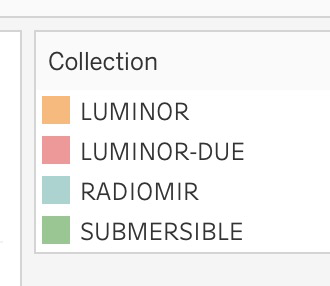 Collection
LUMINOR
LUMINOR-DUE
RADIOMIR
SUBMERSIBLE